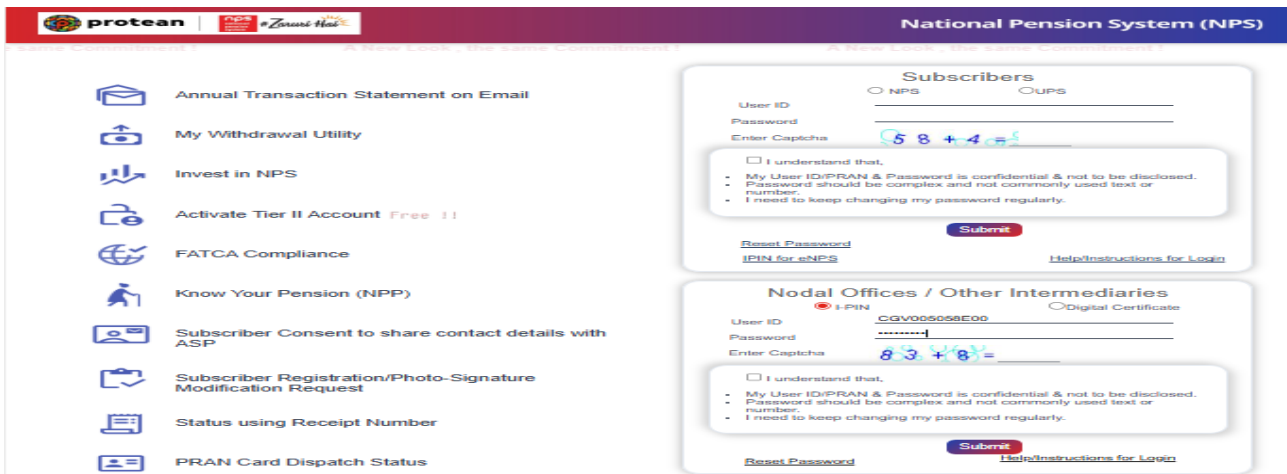 protean
nps
#Zaruri Hai
National Pension System (NPS)
same Commitment !
A New Look , the same Commitment !
A New Look , the same Commitment !
Annual Transaction Statement on Email
My Withdrawal Utility
Invest in NPS
Activate Tier II Account Free !!
FATCA Compliance
Know Your Pension (NPP)
Subscriber Consent to share contact details with
ASP
Subscriber Registration/Photo-Signature
Modification Request
Status using Receipt Number
PRAN Card Dispatch Status
Subscribers
NPS
UPS
User ID
Password
Enter Captcha
5 8 + 4 =
I understand that,
My User ID/PRAN & Password is confidential & not to be disclosed.
Password should be complex and not commonly used text or
number.
I need to keep changing my password regularly.
Submit
Reset Password
IPIN for eNPS
Help/Instructions for Login
Nodal Offices / Other Intermediaries
I-PIN
Digital Certificate
User ID CGV005058E00
Password
Enter Captcha
8 3 + 8 =
I understand that,
My User ID/PRAN & Password is confidential & not to be disclosed.
Password should be complex and not commonly used text or
number.
I need to keep changing my password regularly.
Submit
Reset Password
Help/Instructions for Login